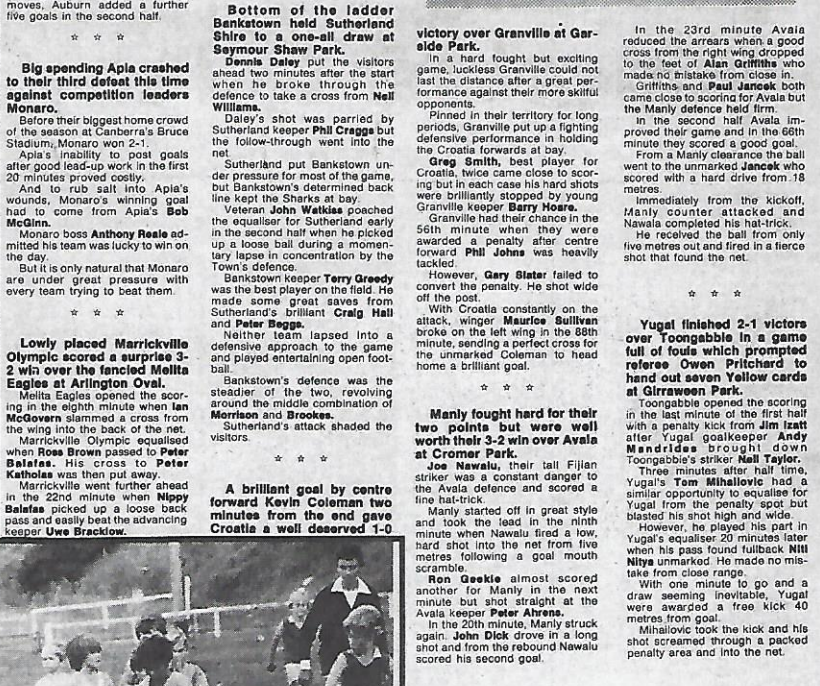 moves, Auburn added a further
five goals in the second half.
☆ ☆ ☆
Big spending Apia crashed
to their third defeat this time
against competition leaders
Monaro.
Before their biggest home crowd
of the season at Canberra's Bruce
Stadium, Monaro won 2-1.
Apia's inability to post goals
after good lead-up work in the first
20 minutes proved costly.
And to rub salt into Apia's
wounds, Monaro's winning goal
had to come from Apia's Bob
McGinn.
Monaro boss Anthony Reale ad-
mitted his team was lucky to win on
the day.
But it is only natural that Monaro
are under great pressure with
every team trying to beat them.
☆ ☆ ☆
Lowly placed Marrickville
Olympic scored a surprise 3-
2 win over the fancied Melita
Eagles at Arlington Oval.
Melita Eagles opened the scor-
ing in the eighth minute when Ian
McGovern slammed a cross from
the wing into the back of the net.
Marrickville Olympic equalised
when Ross Brown passed to Peter
Balafas. His cross to Peter
Katholas was then put away.
Marrickville went further ahead
in the 22nd minute when Nippy
Balafas picked up a loose back
pass and easily beat the advancing
keeper Uwe Bracklow.
Bottom of the ladder
Bankstown held Sutherland
Shire to a one-all draw at
Seymour Shaw Park.
Dennis Daley put the visitors
ahead two minutes after the start
when he broke through the
defence to take a cross from Neil
Williams.
Daley's shot was parried by
Sutherland keeper Phil Craggs but
the follow-through went into the
net.
Sutherland put Bankstown un-
der pressure for most of the game,
but Bankstown's determined back
line kept the Sharks at bay.
Veteran John Watkiss poached
the equaliser for Sutherland early
in the second half when he picked
up a loose ball during a momen-
tary lapse in concentration by the
Town's defence.
Bankstown keeper Terry Greedy
was the best player on the field. He
made some great saves from
Sutherland's brilliant Craig Hall
and Peter Beggs.
Neither team lapsed into a
defensive approach to the game
and played entertaining open foot-
ball.
Bankstown's defence was the
steadier of the two, revolving
around the middle combination of
Morrison and Brookes.
Sutherland's attack shaded the
visitors.
☆ ☆ ☆
A brilliant goal by centre
forward Kevin Coleman two
minutes from the end gave
Croatia a well deserved 1-0
victory over Granville at Gar-
side Park.
In a hard fought but exciting
game, luckless Granville could not
last the distance after a great per-
formance against their more skilful
opponents.
Pinned in their territory for long
periods, Granville put up a fighting
defensive performance in holding
the Croatia forwards at bay.
Greg Smith, best player for
Croatia, twice came close to scor-
ing but in each case his hard shots
were brilliantly stopped by young
Granville keeper Barry Hoare.
Granville had their chance in the
56th minute when they were
awarded a penalty after centre
forward Phil Johns was heavily
tackled.
However, Gary Slater failed to
convert the penalty. He shot wide
off the post.
With Croatia constantly on the
attack, winger Maurice Sullivan
broke on the left wing in the 88th
minute, sending a perfect cross for
the unmarked Coleman to head
home a brilliant goal.
☆ ☆ ☆
Manly fought hard for their
two points but were well
worth their 3-2 win over Avala
at Cromer Park.
Joe Nawalu, their tall Fijian
striker was a constant danger to
the Avala defence and scored a
fine hat-trick.
Manly started off in great style
and took the lead in the ninth
minute when Nawalu fired a low,
hard shot into the net from five
metres following a goal mouth
scramble.
Ron Geekie almost scored
another for Manly in the next
minute but shot straight at the
Avala keeper Peter Ahrens.
In the 20th minute, Manly struck
again. John Dick drove in a long
shot and from the rebound Nawalu
scored his second goal.
In the 23rd minute Avala
reduced the arrears when a good
cross from the right wing dropped
to the feet of Alan Griffiths who
made no mistake from close in.
Griffiths and Paul Jancek both
came close to scoring for Avala but
the Manly defence held firm.
In the second half Avala im-
proved their game and in the 66th
minute they scored a good goal.
From a Manly clearance the ball
went to the unmarked Jancek who
scored with a hard drive from 18
metres.
Immediately from the kickoff,
Manly counter attacked and
Nawala completed his hat-trick.
He received the ball from only
five metres out and fired in a fierce
shot that found the net.
☆ ☆ ☆
Yugal finished 2-1 victors
over Toongabbie in a game
full of fouls which prompted
referee Owen Pritchard to
hand out seven Yellow cards
at Girraween Park.
Toongabbie opened the scoring
in the last minute of the first half
with a penalty kick from Jim Izatt
after Yugal goalkeeper Andy
Mandrides brought down
Toongabbie's striker Neil Taylor.
Three minutes after half time,
Yugal's Tom Mihailovic had a
similar opportunity to equalise for
Yugal from the penalty spot but
blasted his shot high and wide.
However, he played his part in
Yugal's equaliser 20 minutes later
when his pass found fullback Niti
Nitya unmarked. He made no mis-
take from close range.
With one minute to go and a
draw seeming inevitable, Yugal
were awarded a free kick 40
metres from goal.
Mihailovic took the kick and his
shot screamed through a packed
penalty area and into the net.